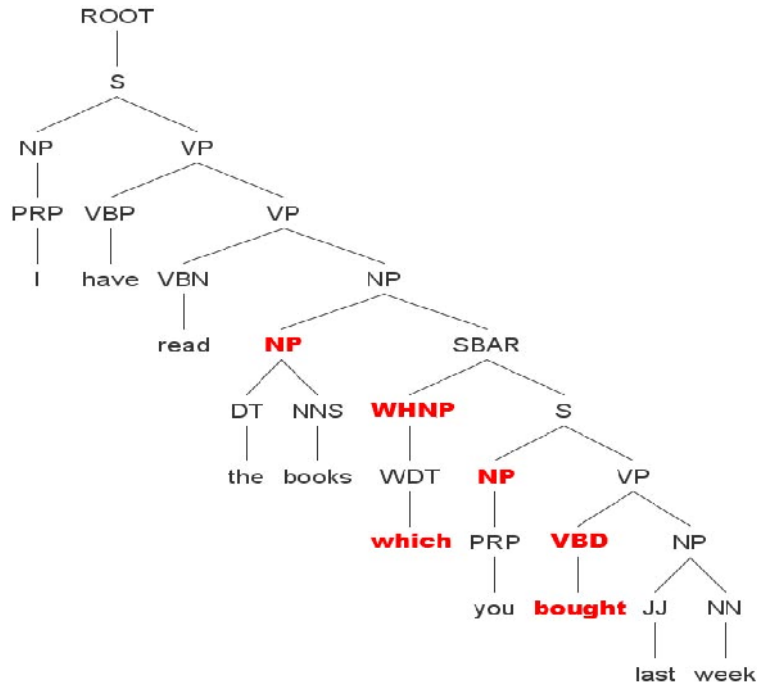 ROOT
S
NP VP
PRP VBP VP
I have VBN NP
read NP SBAR
DT NNS WHNP S
the books WDT NP VP
which PRP VBD NP
you bought JJ NN
last week